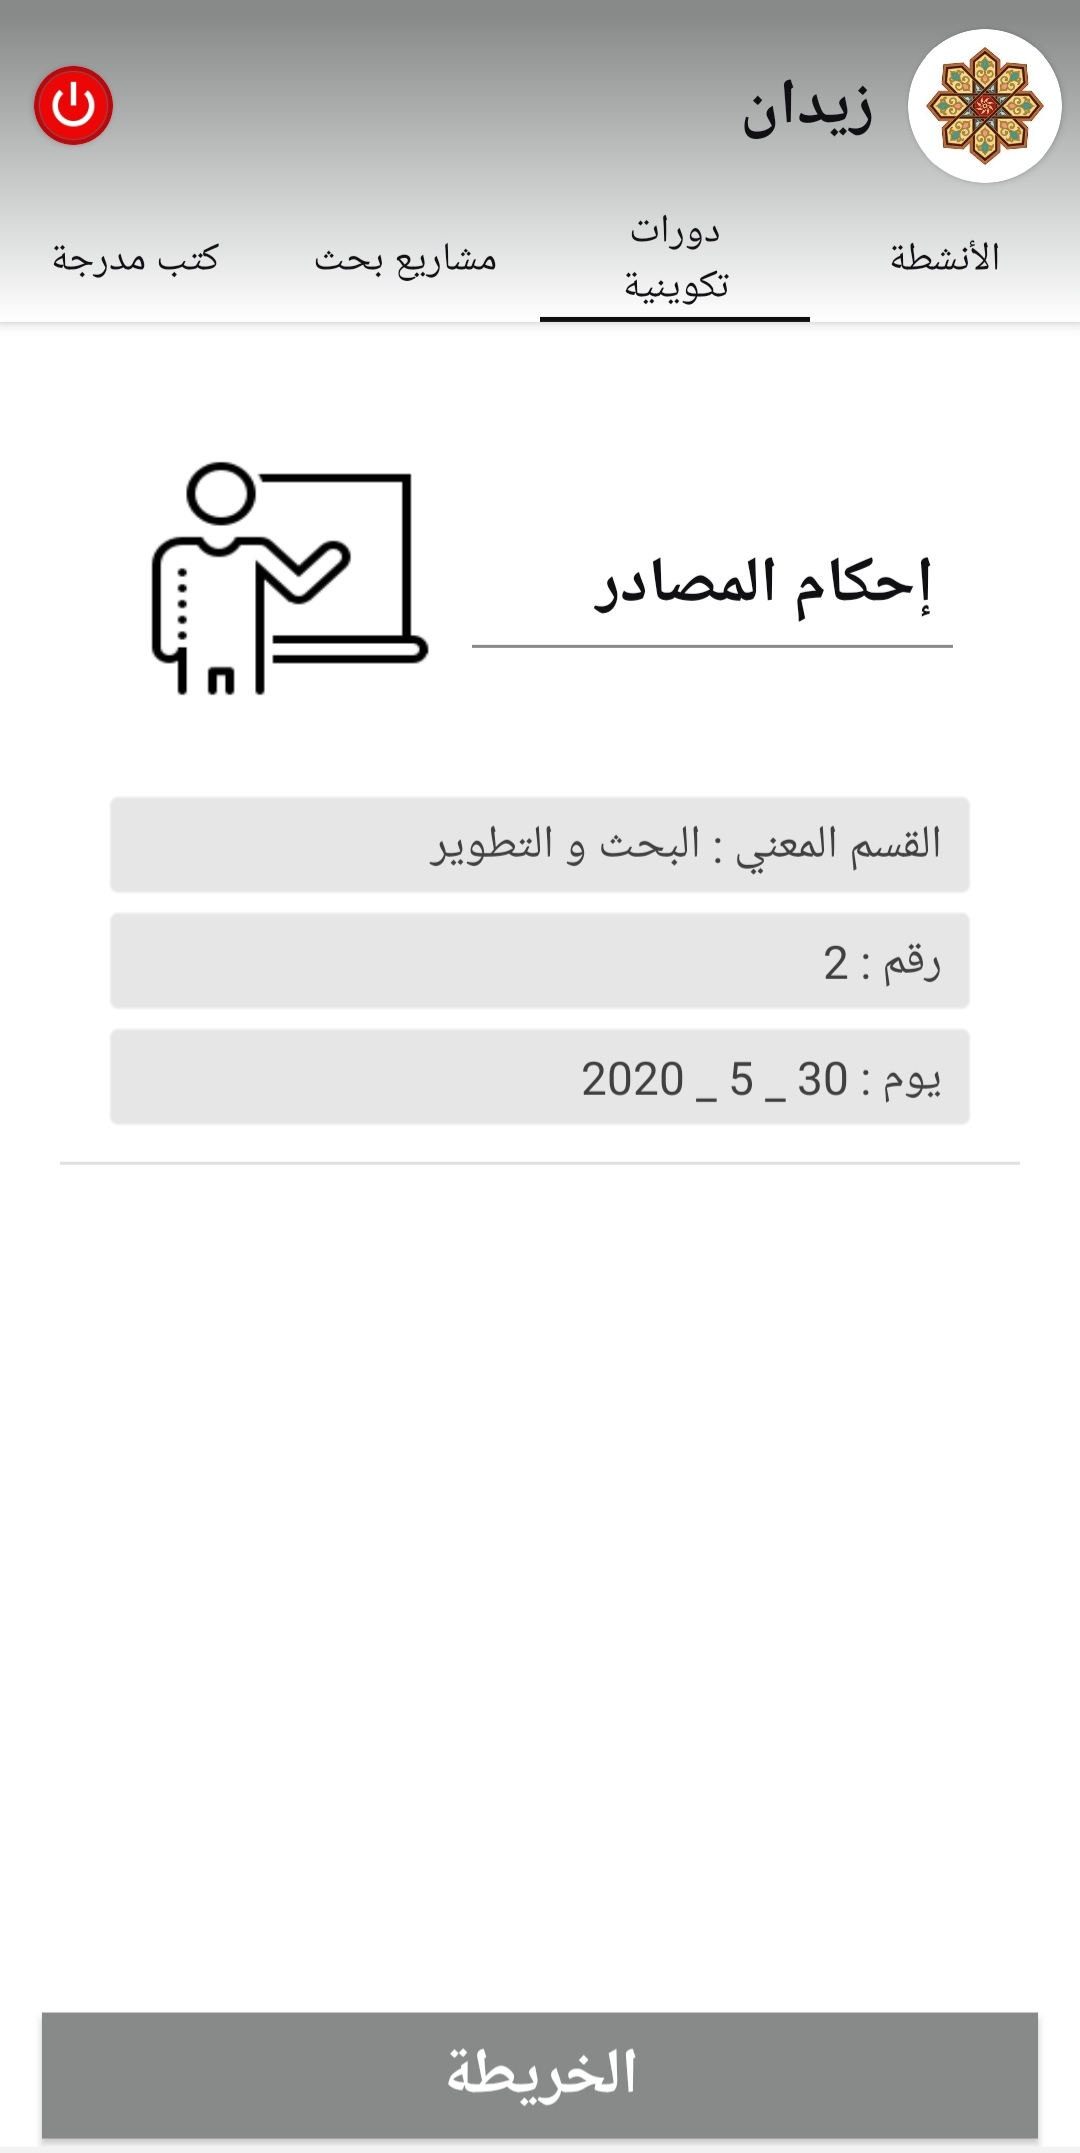 زيدان
الأنشطة
دورات
تكوينية
مشاريع بحث
كتب مدرجة
إحكام المصادر
القسم المعني : البحث و التطوير
رقم : 2
يوم : 30 _ 5 _ 2020
الخريطة